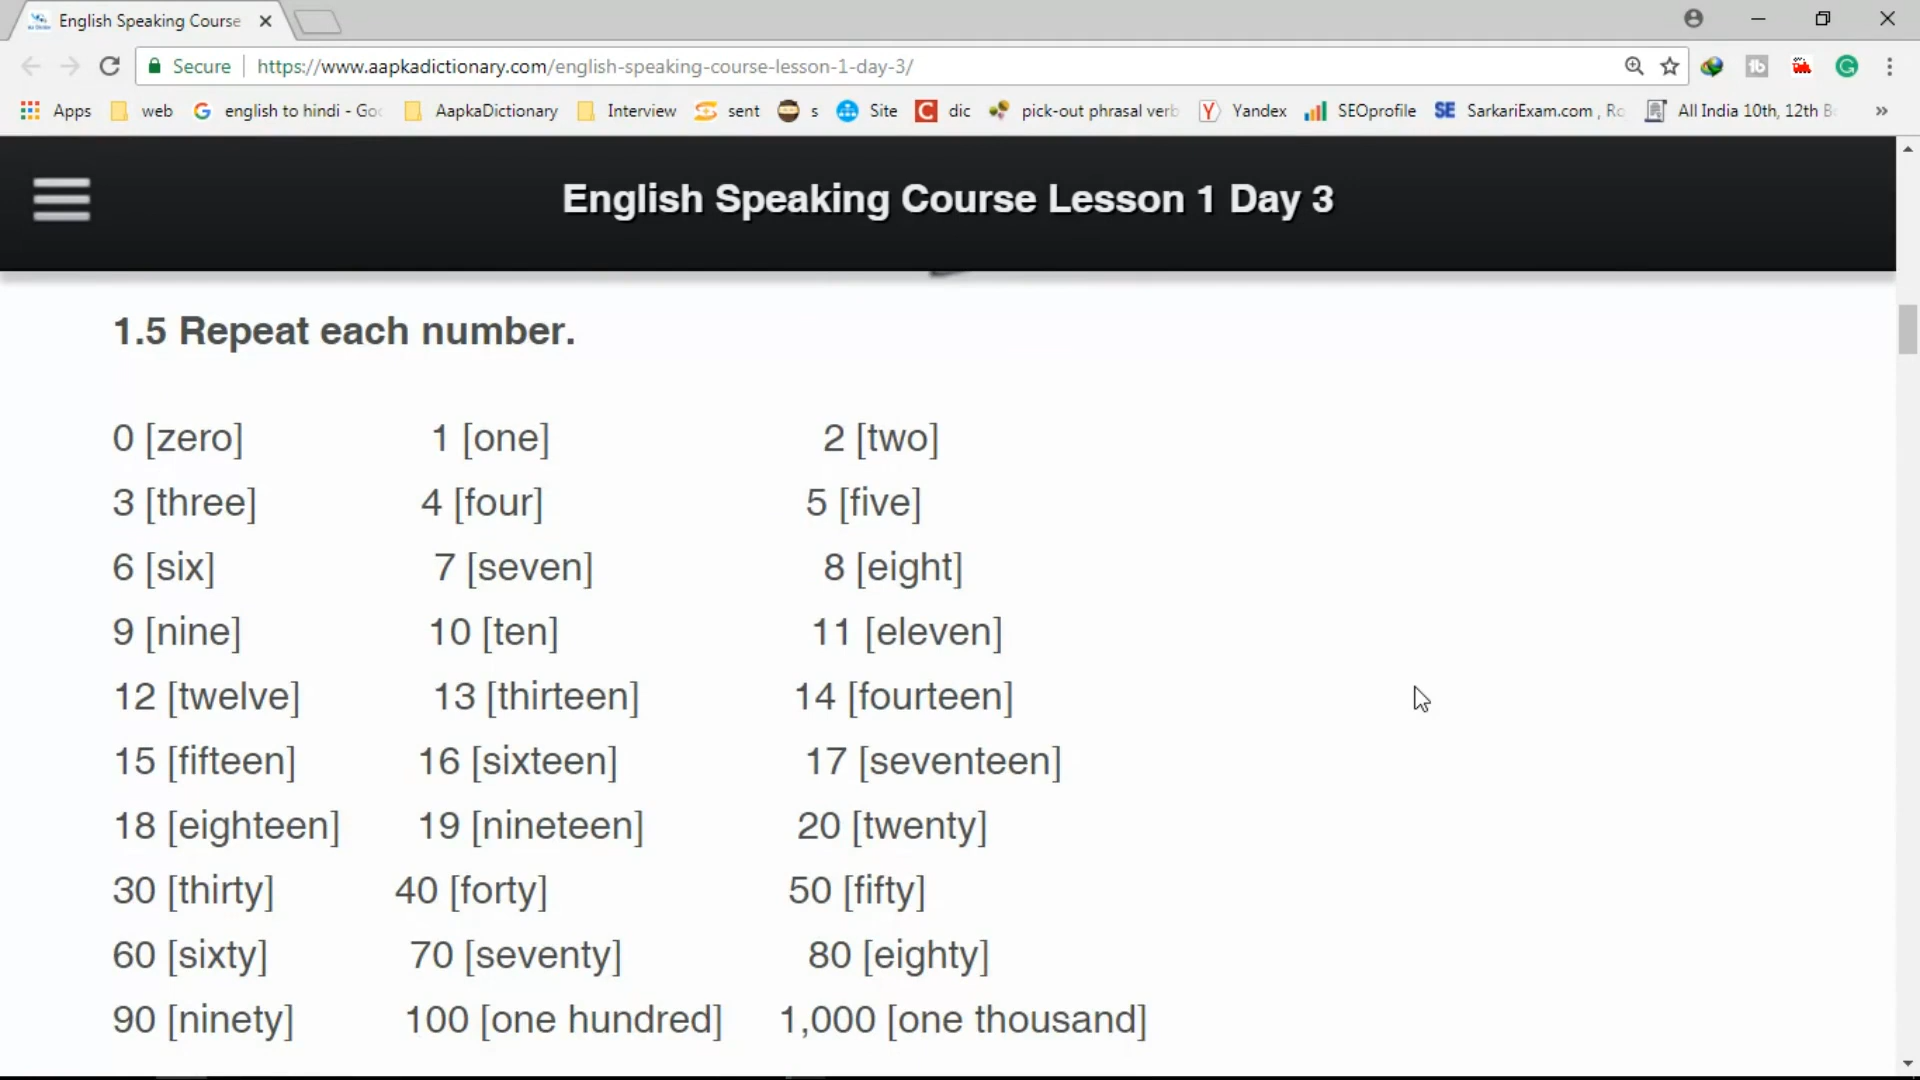 English Speaking Course
Secure https://www.aapkadictionary.com/english-speaking-course-lesson-1-day-3/
Apps web english to hindi - Goo AapkaDictionary Interview sent s Site dic pick-out phrasal verb Yandex SEOprofile SarkariExam.com , Ro All India 10th, 12th B
English Speaking Course Lesson 1 Day 3
1.5 Repeat each number.
0 [zero] 1 [one] 2 [two]
3 [three] 4 [four] 5 [five]
6 [six] 7 [seven] 8 [eight]
9 [nine] 10 [ten] 11 [eleven]
12 [twelve] 13 [thirteen] 14 [fourteen]
15 [fifteen] 16 [sixteen] 17 [seventeen]
18 [eighteen] 19 [nineteen] 20 [twenty]
30 [thirty] 40 [forty] 50 [fifty]
60 [sixty] 70 [seventy] 80 [eighty]
90 [ninety] 100 [one hundred] 1,000 [one thousand]